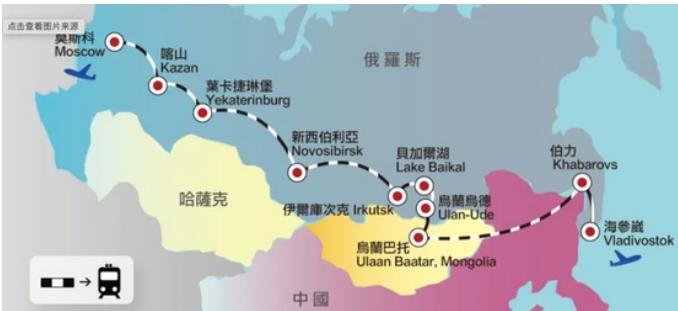 点击查看图片来源
莫斯科
Moscow
喀山
Kazan
葉卡捷琳堡
Yekaterinburg
俄羅斯
新西伯利亞
Novosibirsk
貝加爾湖
Lake Baikal
伯力
Khabarovs
哈薩克
伊爾庫次克 Irkutsk
烏蘭烏德
Ulan-Ude
海參崴
Vladivostok
烏蘭巴托
Ulaan Baatar, Mongolia
中國